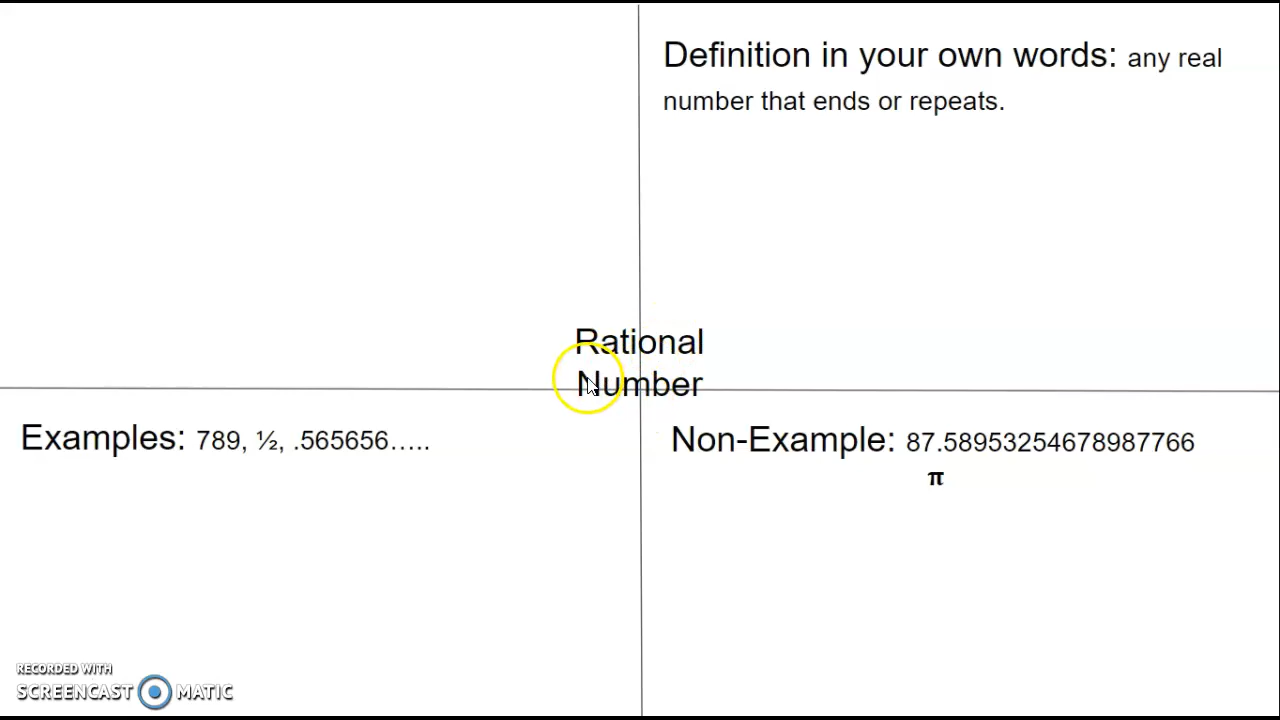 Definition in your own words: any real
number that ends or repeats.
Rational
Number
Examples: 789, ½, .565656…..
Non-Example: 87.58953254678987766
π
RECORDED WITH
SCREENCAST MATIC